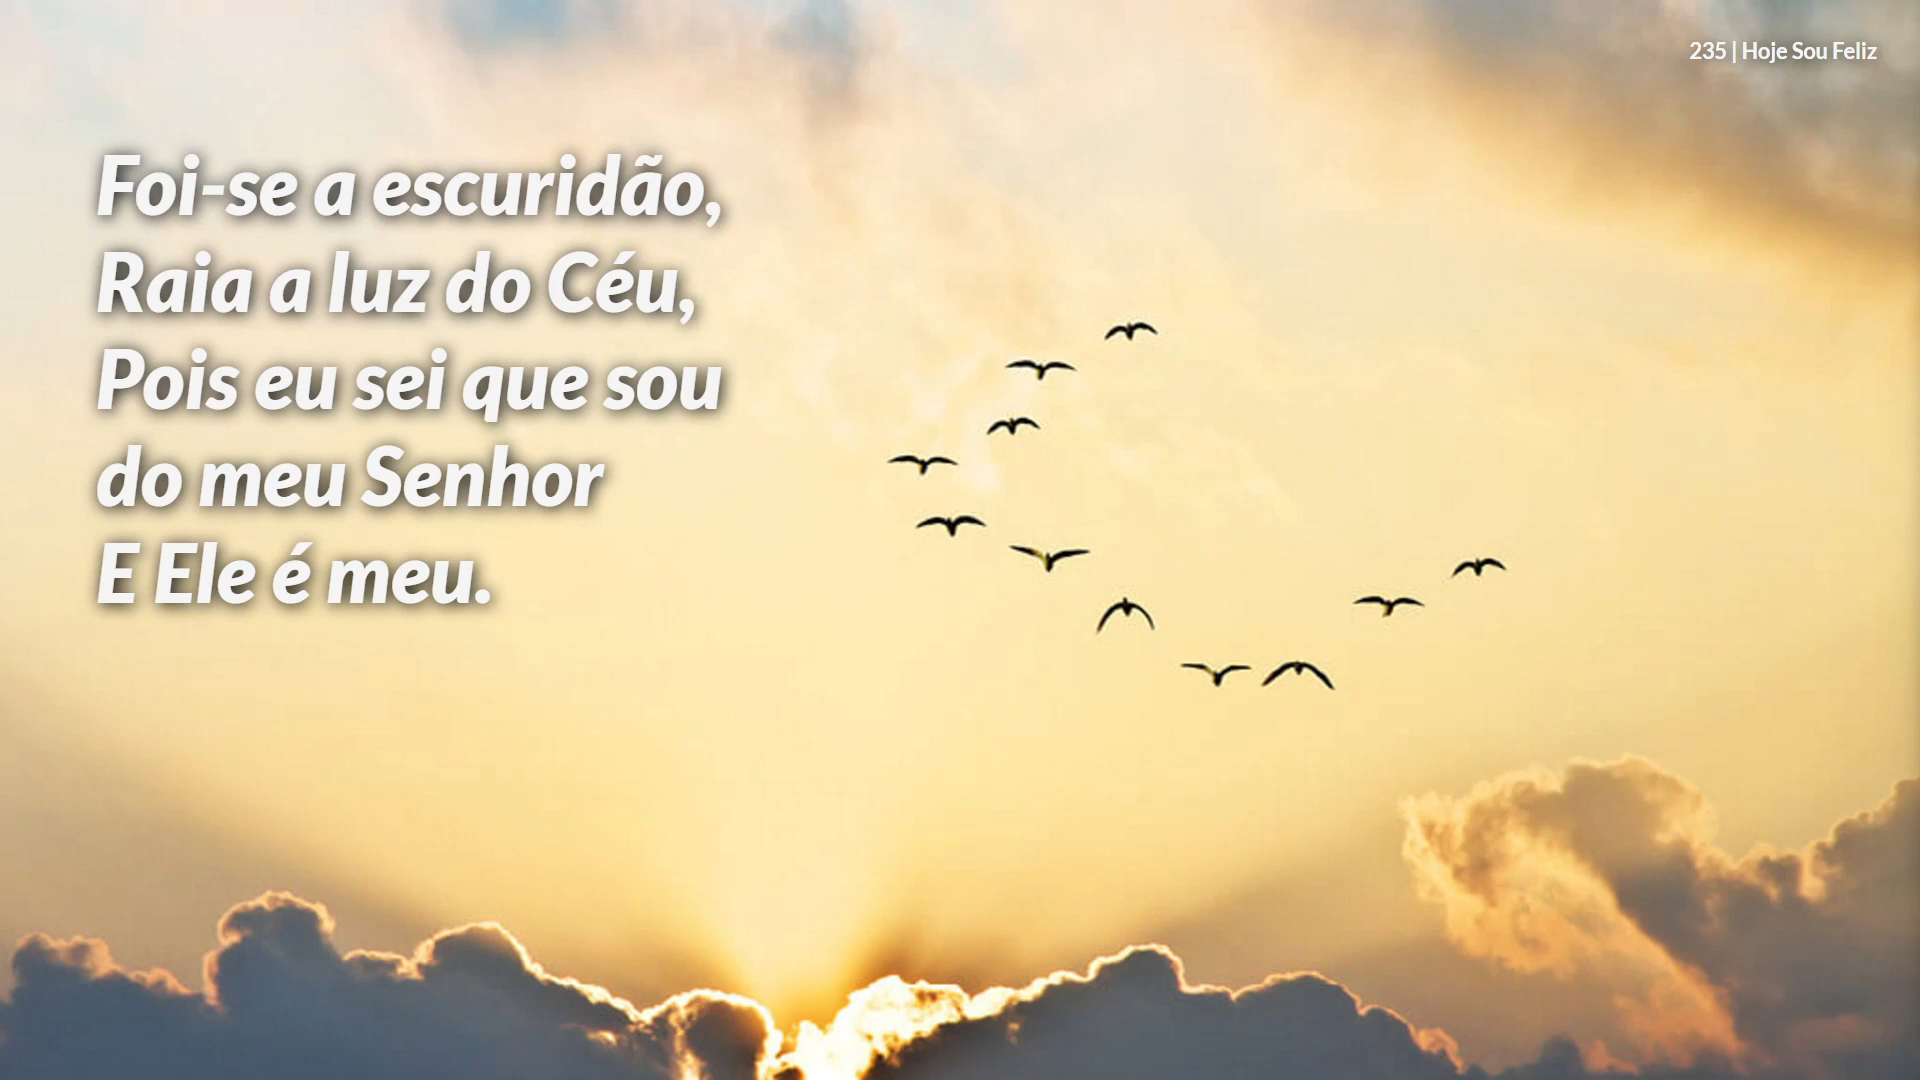 235 | Hoje Sou Feliz
Foi-se a escuridão,
Raia a luz do Céu,
Pois eu sei que sou
do meu Senhor
E Ele é meu.